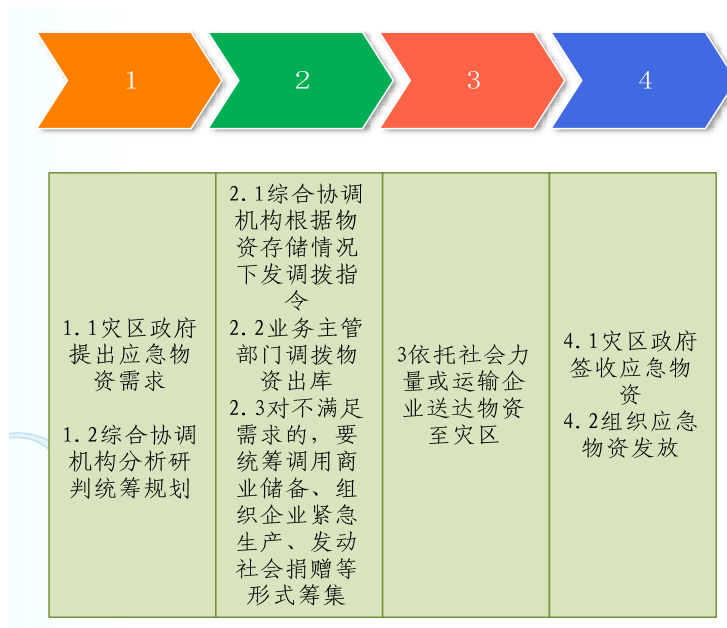 1
2
3
4
1.1灾区政府
提出应急物
资需求
1.2综合协调
机构分析研
判统筹规划
2.1综合协调
机构根据物
资存储情况
下发调拨指
令
2.2业务主管
部门调拨物
资出库
2.3对不满足
需求的，要
统筹调用商
业储备、组
织企业紧急
生产、发动
社会捐赠等
形式筹集
3依托社会力
量或运输企
业送达物资
至灾区
4.1灾区政府
签收应急物
资
4.2组织应急
物资发放